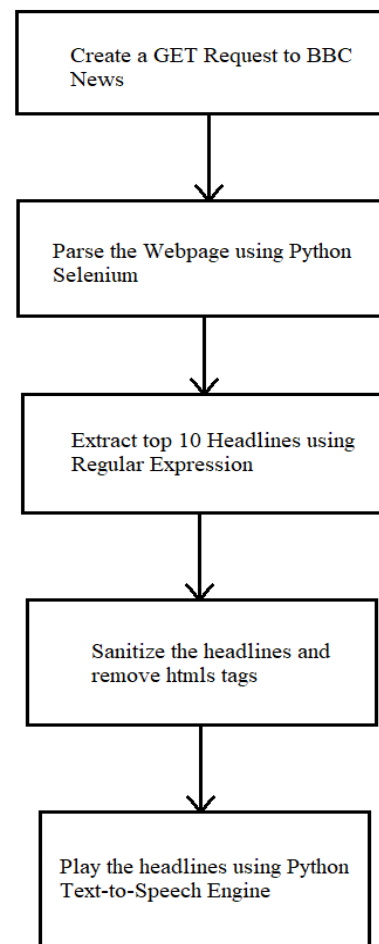 Create a GET Request to BBC
News
Parse the Webpage using Python
Selenium
Extract top 10 Headlines using
Regular Expression
Sanitize the headlines and
remove htmls tags
Play the headlines using Python
Text-to-Speech Engine